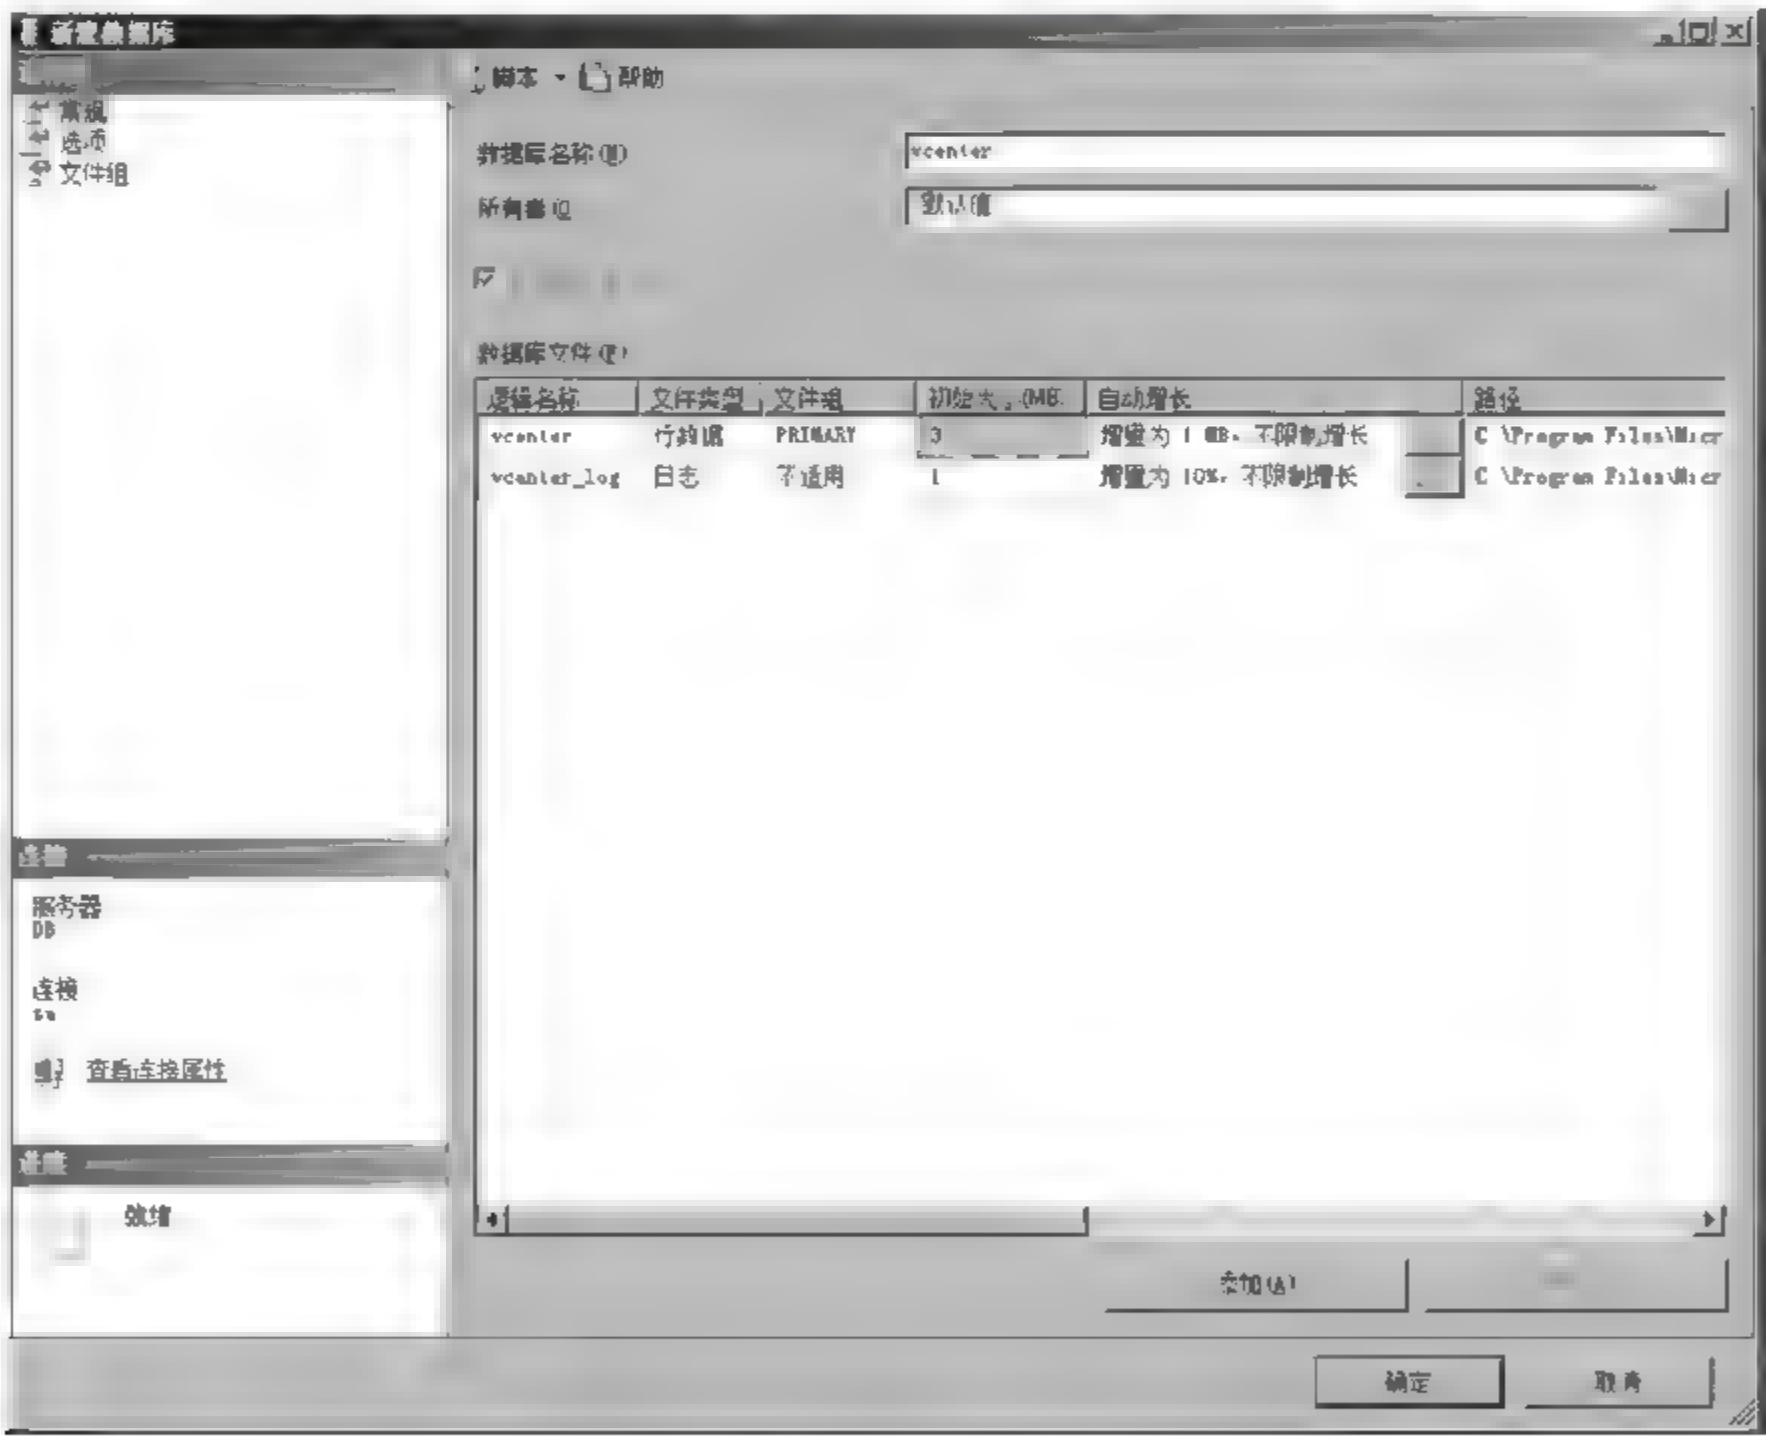 新建数据库
脚本 帮助
常规
选项
文件组
数据库名称(N)
vcenter
所有者(O)
默认值
数据库文件(F)
逻辑名称 文件类型 文件组 初始大小(MB 自动增长 路径
vcenter 行数据 PRIMARY 3 增量为 1 MB，不限制增长 C \Program Files\Micr
vcenter_log 日志 不适用 1 增量为 10%，不限制增长 C \Program Files\Micr
连接
服务器
DB
连接
sa
查看连接属性
进度
就绪
添加(A)
确定 取消